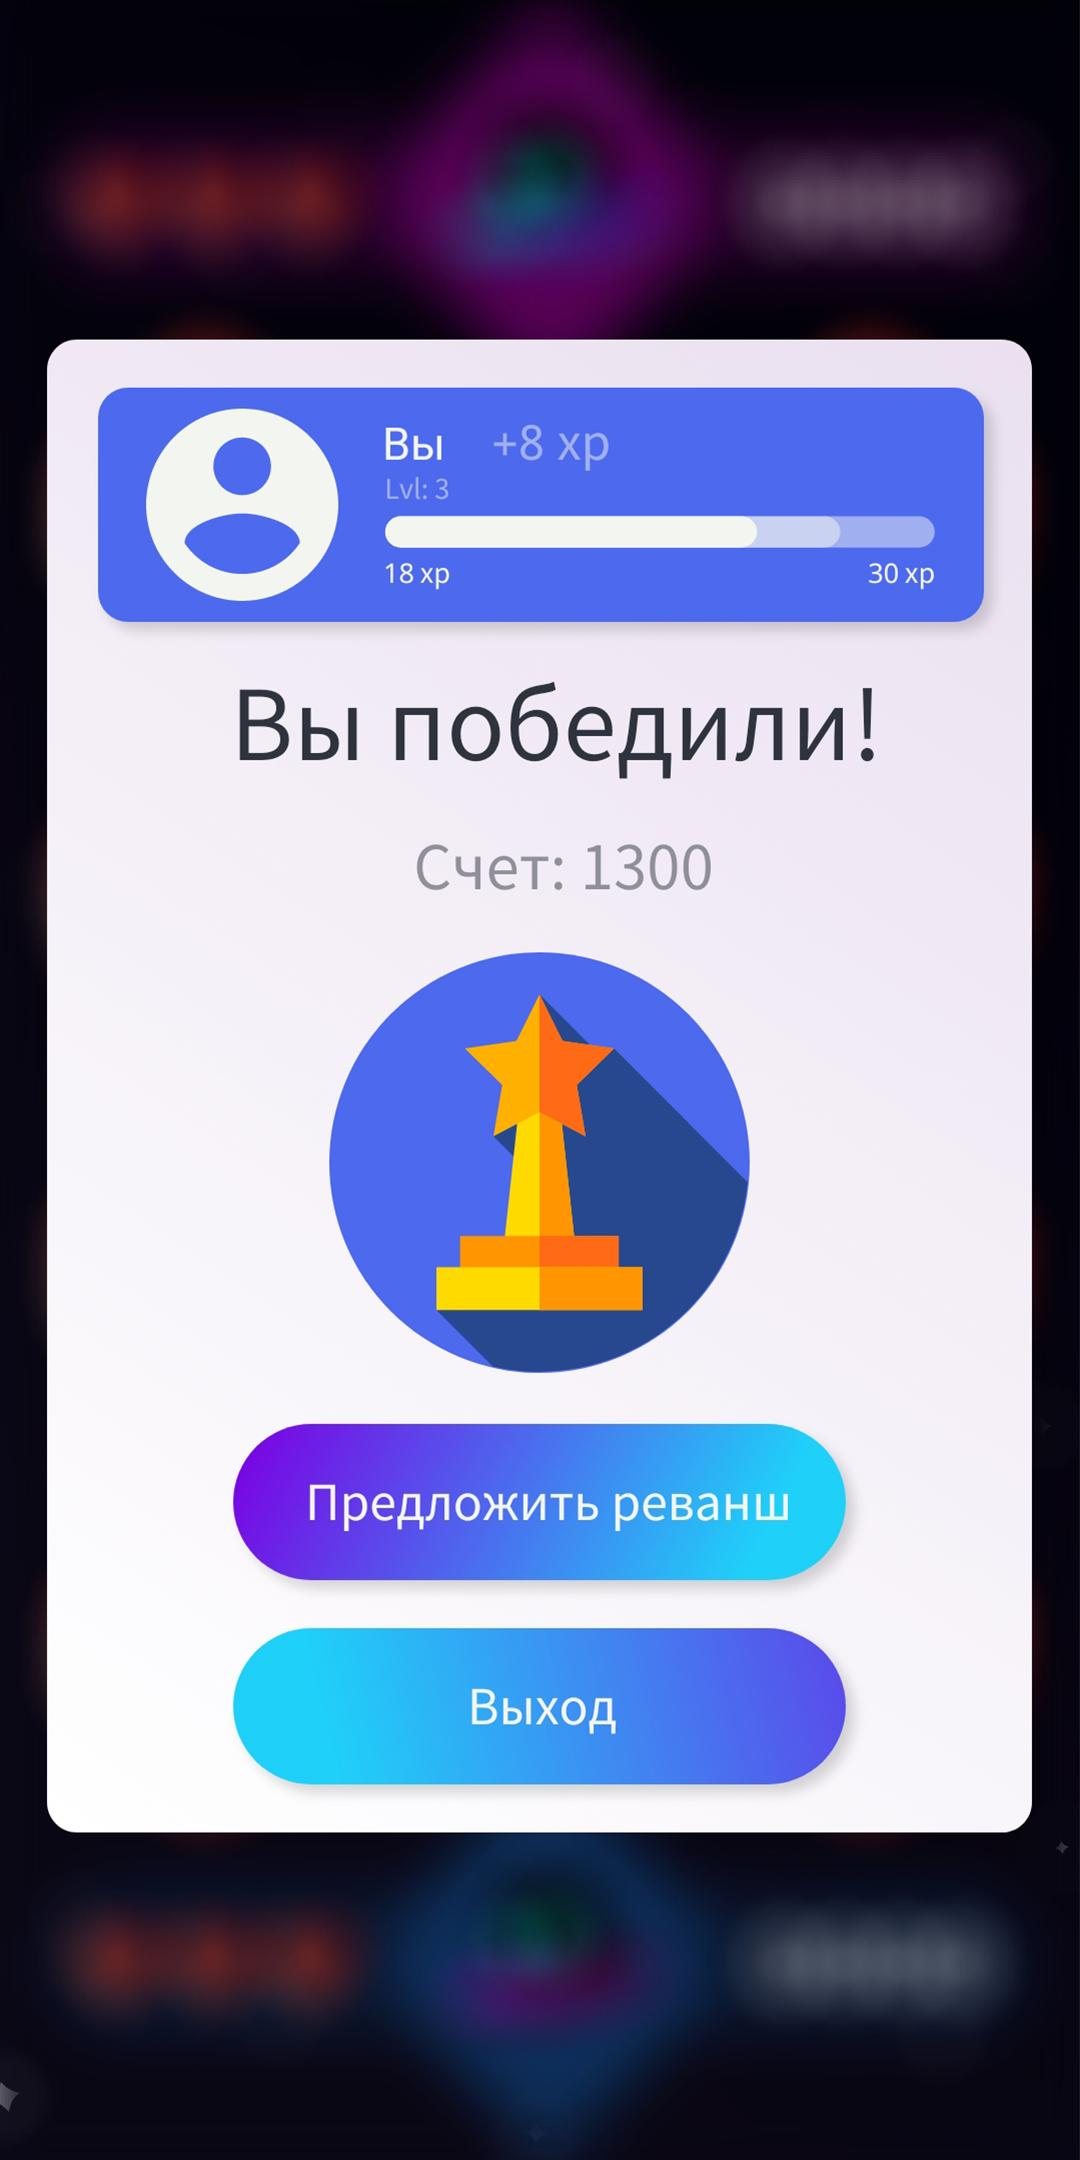 Вы +8 xp
Lvl: 3
18 xp 30 xp
Вы победили!
Счет: 1300
Предложить реванш
Выход